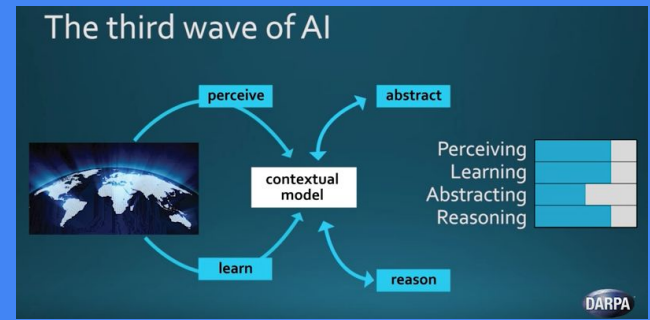 The third wave of AI
perceive
abstract
contextual
model
learn
reason
Perceiving
Learning
Abstracting
Reasoning
DARPA